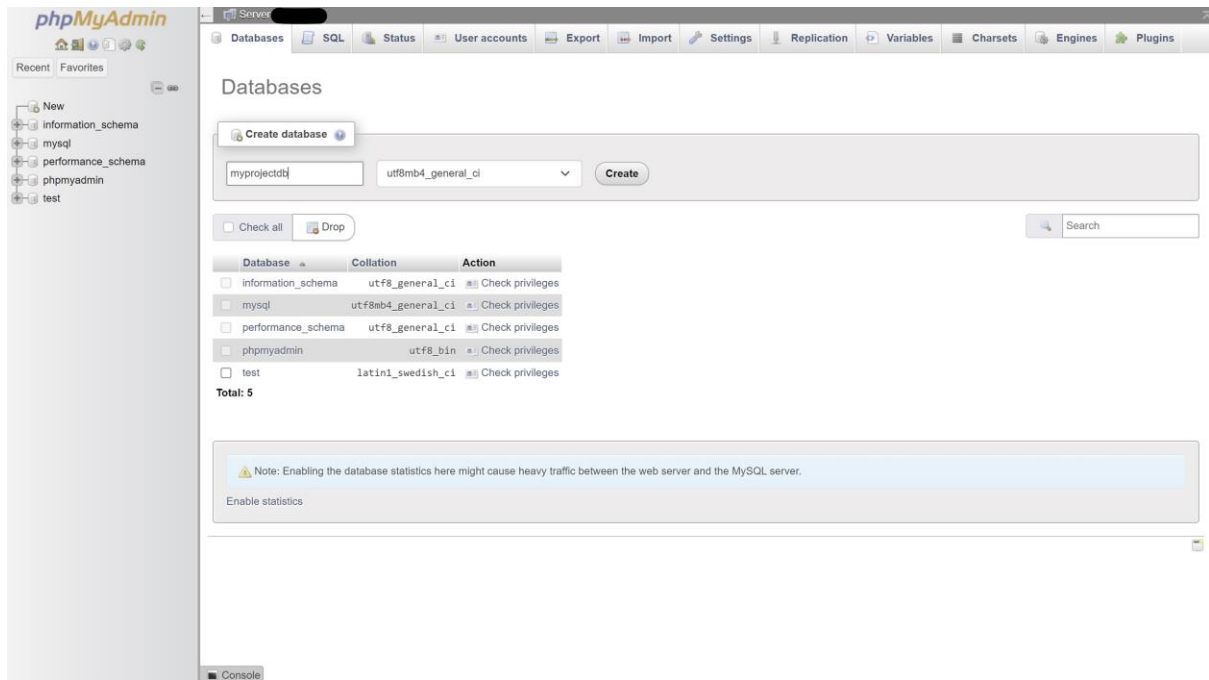 phpMyAdmin
Recent Favorites
New
information_schema
mysql
performance_schema
phpmyadmin
test
Server
Databases SQL Status User accounts Export Import Settings Replication Variables Charsets Engines Plugins
Databases
Create database
myprojectdb utf8mb4_general_ci Create
Check all Drop Search
Database Collation Action
information_schema utf8_general_ci Check privileges
mysql utf8mb4_general_ci Check privileges
performance_schema utf8_general_ci Check privileges
phpmyadmin utf8_bin Check privileges
test latin1_swedish_ci Check privileges
Total: 5
Note: Enabling the database statistics here might cause heavy traffic between the web server and the MySQL server.
Enable statistics
Console